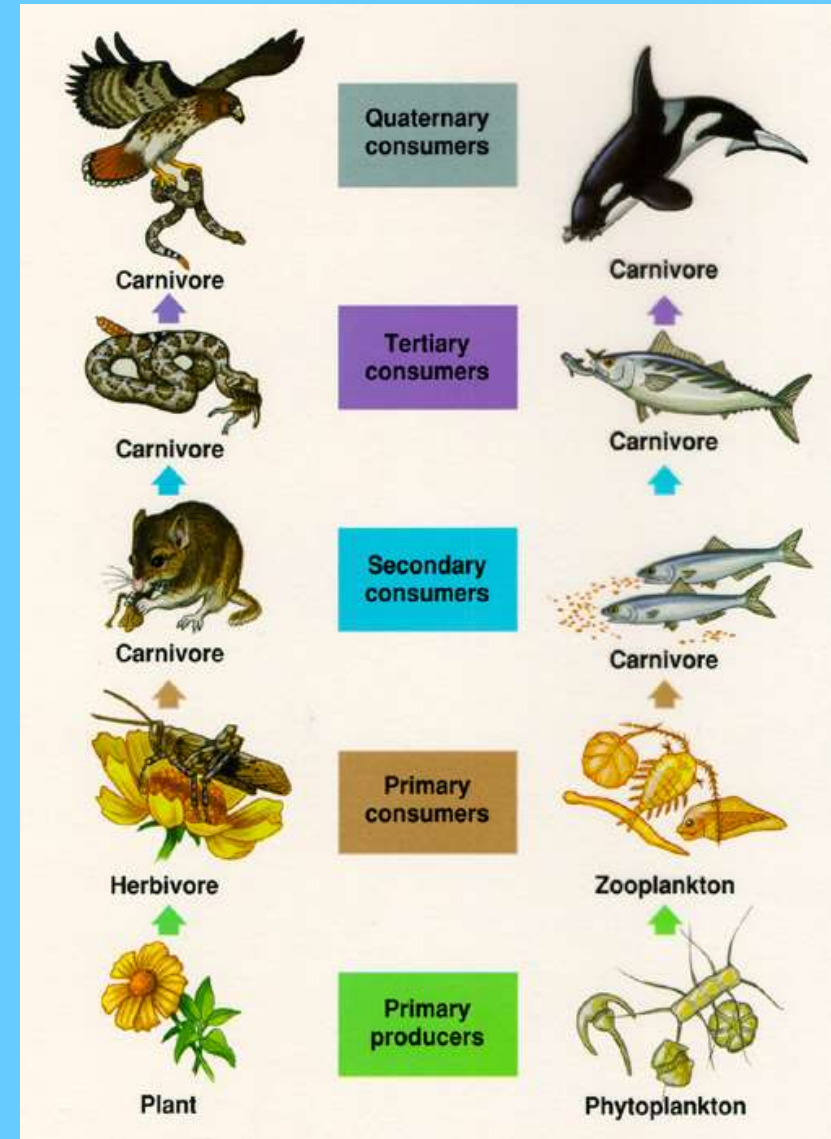 Quaternary
consumers
Carnivore
Carnivore
Tertiary
consumers
Carnivore
Carnivore
Secondary
consumers
Carnivore
Carnivore
Primary
consumers
Herbivore
Zooplankton
Primary
producers
Plant
Phytoplankton